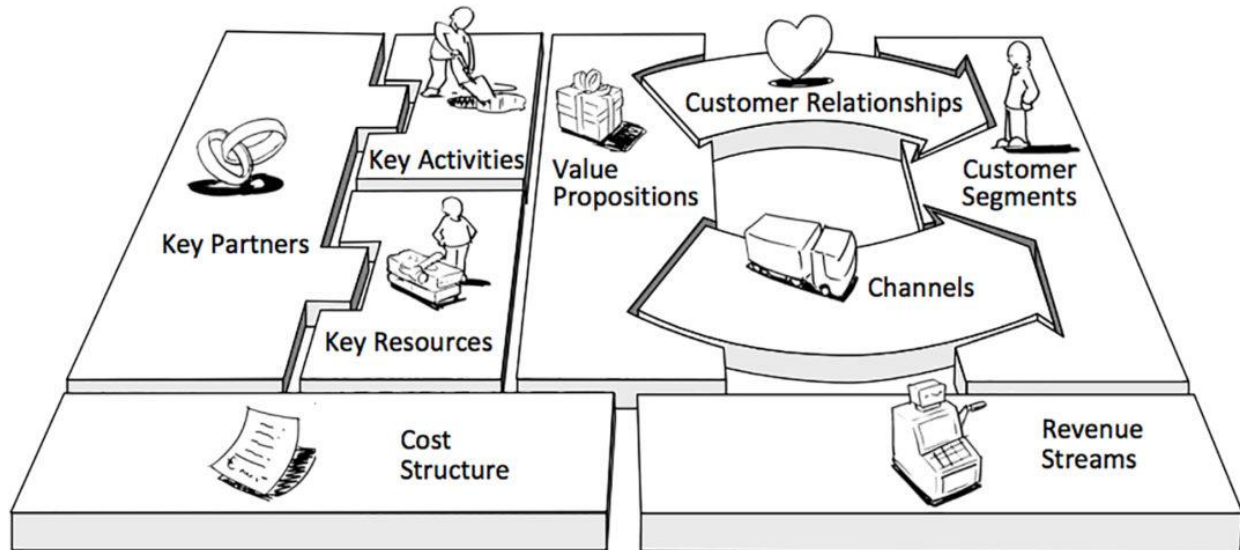 Key Partners
Key Activities
Key Resources
Value
Propositions
Customer Relationships
Channels
Customer
Segments
Cost
Structure
Revenue
Streams